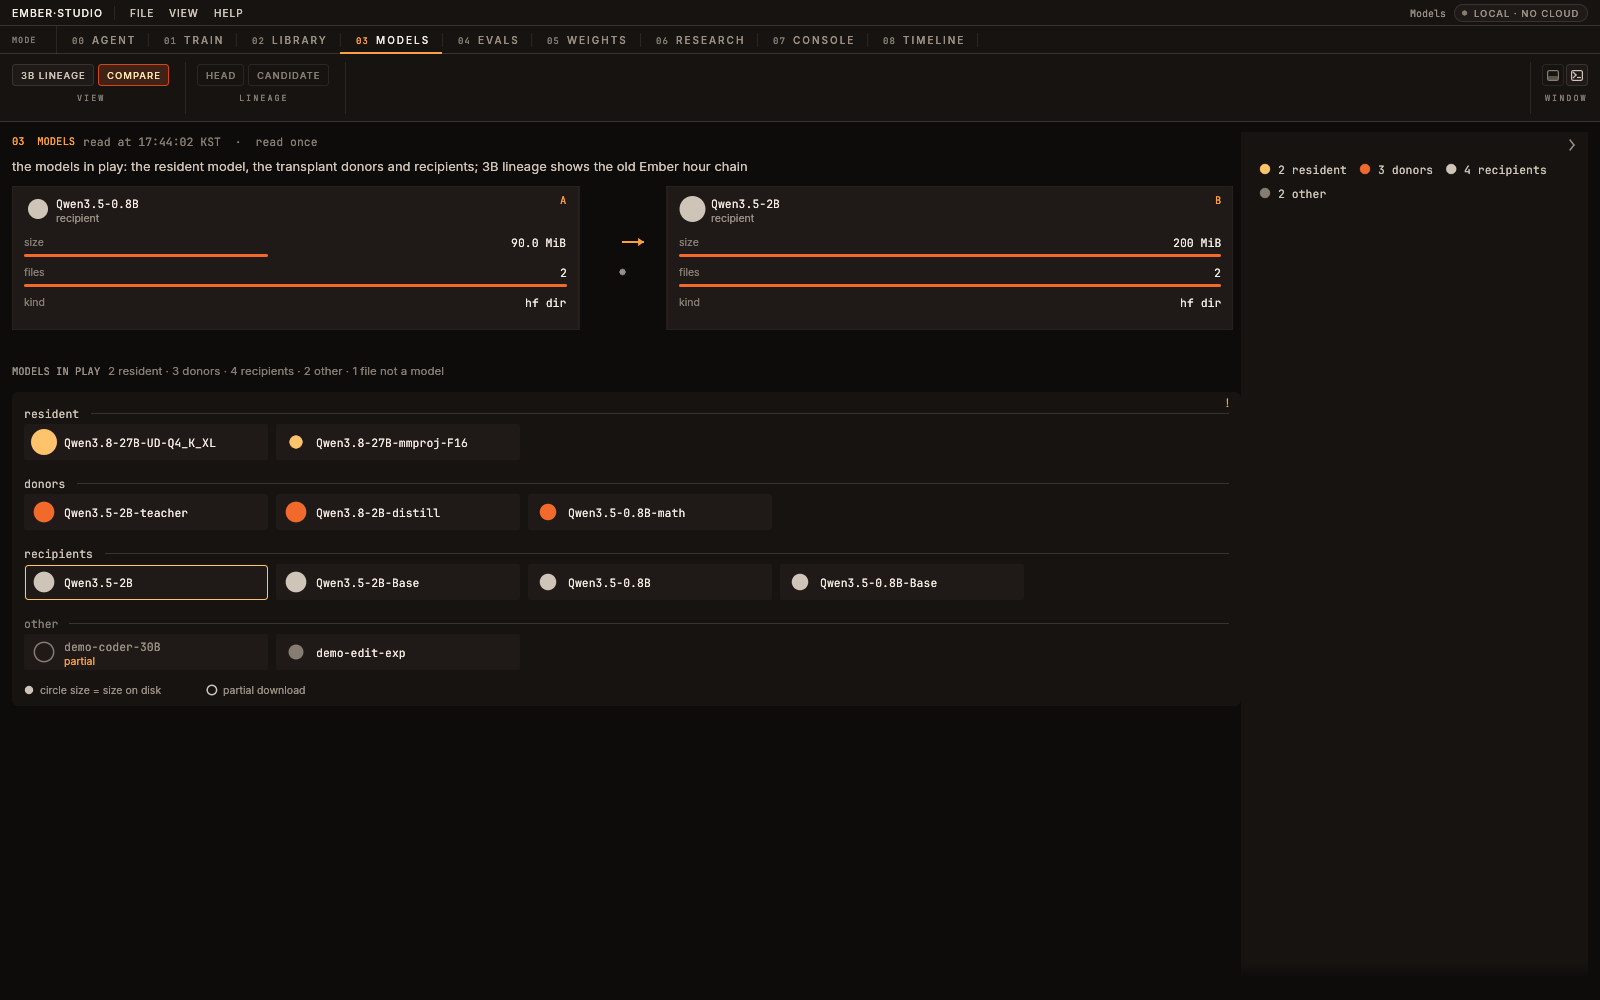 EMBER·STUDIO FILE VIEW HELP Models LOCAL · NO CLOUD
MODE 00 AGENT 01 TRAIN 02 LIBRARY 03 MODELS 04 EVALS 05 WEIGHTS 06 RESEARCH 07 CONSOLE 08 TIMELINE
3B LINEAGE COMPARE HEAD CANDIDATE
VIEW LINEAGE WINDOW
03 MODELS read at 17:44:02 KST · read once
the models in play: the resident model, the transplant donors and recipients; 3B lineage shows the old Ember hour chain
2 resident 3 donors 4 recipients
2 other
Qwen3.5-0.8B A
recipient
size 90.0 MiB
files 2
kind hf dir
Qwen3.5-2B B
recipient
size 200 MiB
files 2
kind hf dir
MODELS IN PLAY 2 resident · 3 donors · 4 recipients · 2 other · 1 file not a model
!
resident
Qwen3.8-27B-UD-Q4_K_XL Qwen3.8-27B-mmproj-F16
donors
Qwen3.5-2B-teacher Qwen3.8-2B-distill Qwen3.5-0.8B-math
recipients
Qwen3.5-2B Qwen3.5-2B-Base Qwen3.5-0.8B Qwen3.5-0.8B-Base
other
demo-coder-30B demo-edit-exp
partial
circle size = size on disk partial download